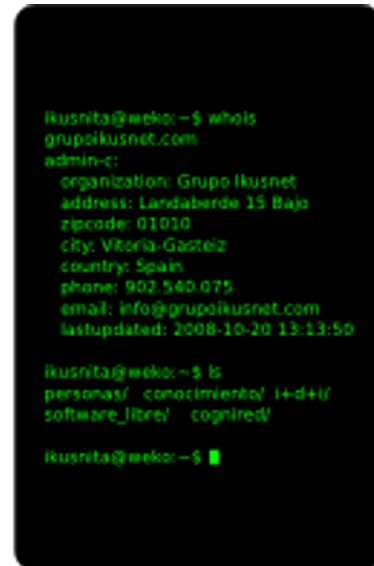 ikusnita@weko:~$ whois
grupoikusnet.com
admin-c:
organization: Grupo Ikusnet
address: Landaberde 15 Bajo
zipcode: 01010
city: Vitoria-Gasteiz
country: Spain
phone: 902.540.075
email: info@grupoikusnet.com
lastupdated: 2008-10-20 13:13:50
ikusnita@weko:~$ ls
personas/ conocimiento/ i+d+i/
software_libre/ cognired/
ikusnita@weko:~$